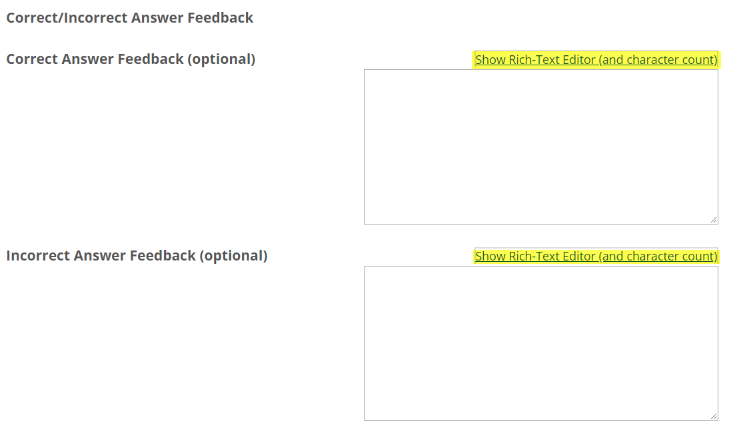 Correct/Incorrect Answer Feedback
Correct Answer Feedback (optional)
Show Rich-Text Editor (and character count)
Incorrect Answer Feedback (optional)
Show Rich-Text Editor (and character count)